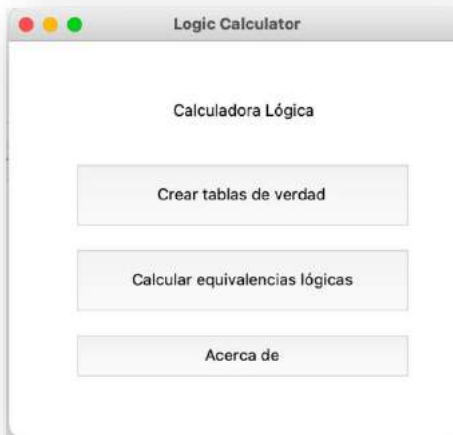 Logic Calculator
Calculadora Lógica
Crear tablas de verdad
Calcular equivalencias lógicas
Acerca de